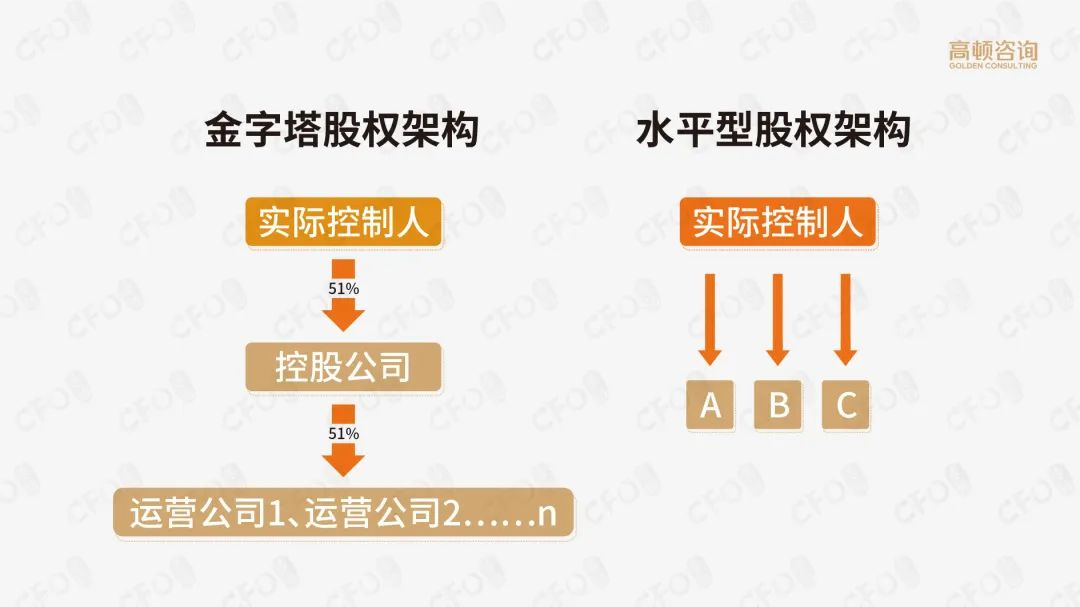 高顿咨询
GOLDEN CONSULTING
金字塔股权架构
实际控制人
51%
控股公司
51%
运营公司1、运营公司2……n
水平型股权架构
实际控制人
A B C